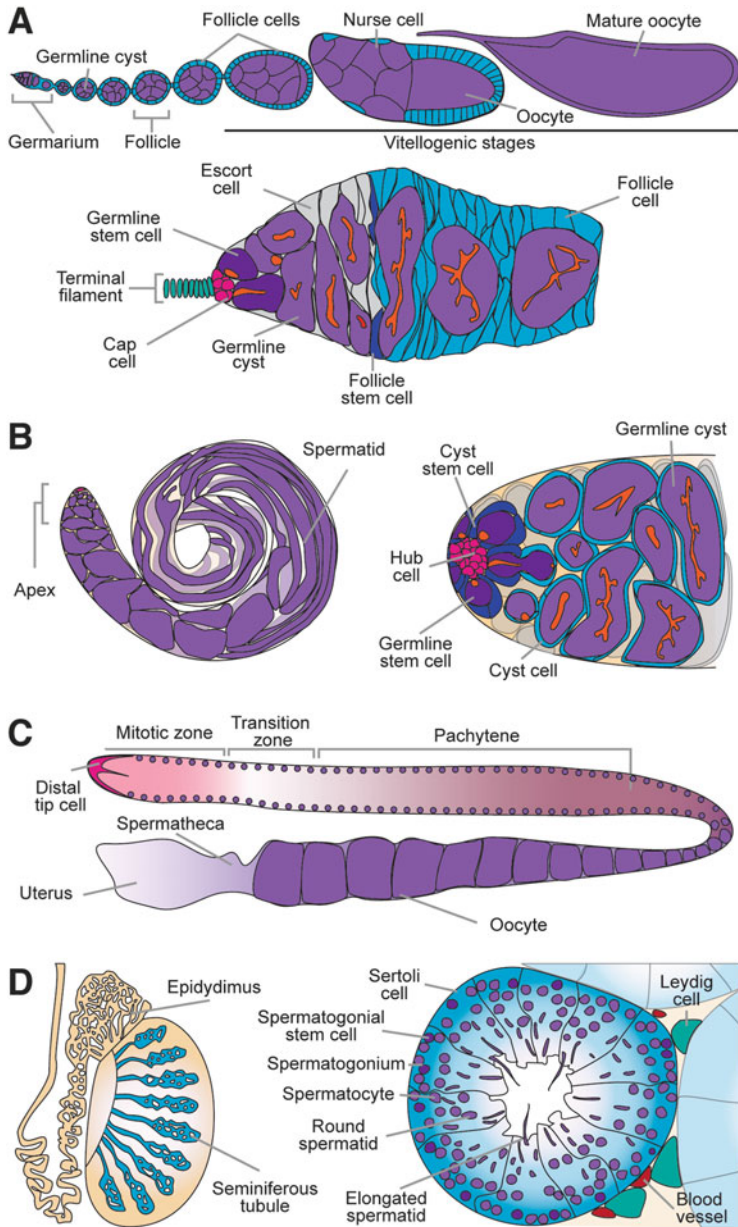 A
Follicle cells
Nurse cell
Mature oocyte
Germline cyst
Oocyte
Germarium
Follicle
Vitellogenic stages
Escort
cell
Follicle
cell
Germline
stem cell
Terminal
filament
Cap
cell
Germline
cyst
Follicle
stem cell
B
Spermatid
Apex
Germline cyst
Cyst
stem cell
Hub
cell
Germline
stem cell
Cyst cell
C
Mitotic zone
Transition
zone
Pachytene
Distal
tip cell
Spermatheca
Uterus
Oocyte
D
Epidydimus
Seminiferous
tubule
Sertoli
cell
Leydig
cell
Spermatogonial
stem cell
Spermatogonium
Spermatocyte
Round
spermatid
Elongated
spermatid
Blood
vessel